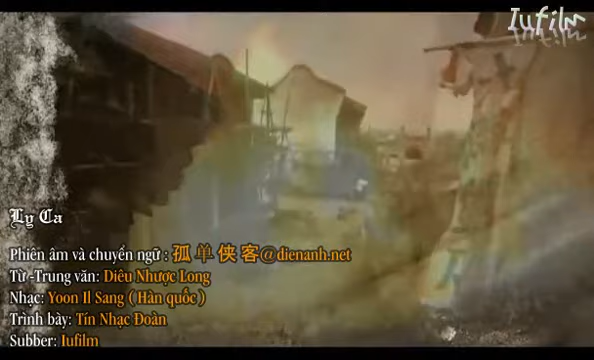 Iufilm
Ly Ca
Phiên âm và chuyển ngữ : 孤 单 侠 客@dienanh.net
Từ -Trung văn: Diêu Nhược Long
Nhạc: Yoon Il Sang ( Hàn quốc )
Trình bày: Tín Nhạc Đoàn
Subber: Iufilm